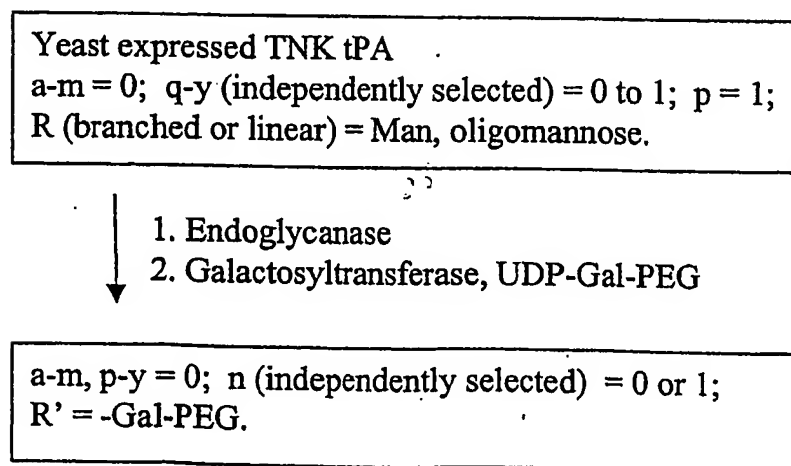 Yeast expressed TNK tPA
a-m = 0; q-y (independently selected) = 0 to 1; p = 1;
R (branched or linear) = Man, oligomannose.
1. Endoglycanase
2. Galactosyltransferase, UDP-Gal-PEG
a-m, p-y = 0; n (independently selected) = 0 or 1;
R' = -Gal-PEG.